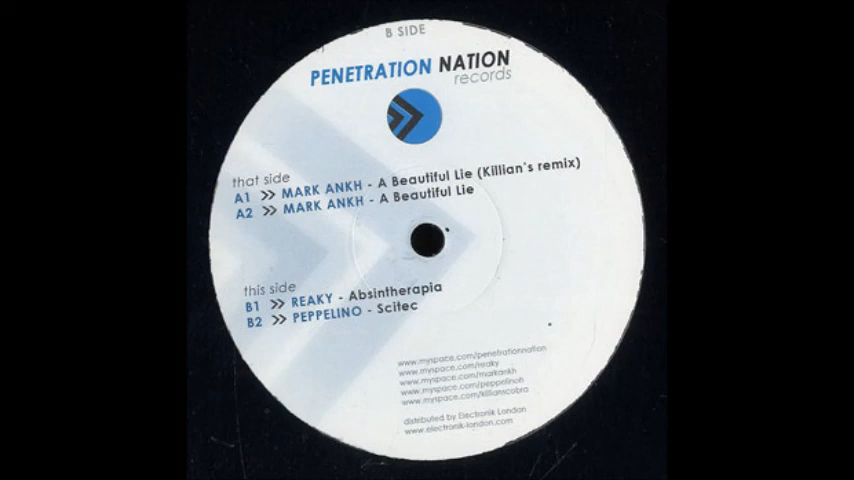 B SIDE
PENETRATION NATION
records
that side
A1 >> MARK ANKH - A Beautiful Lie (Killian's remix)
A2 >> MARK ANKH - A Beautiful Lie
this side
B1 >> REAKY - Absintherapia
B2 >> PEPPELINO - Scitec
www.myspace.com/penetrationnation
www.myspace.com/reaky
www.myspace.com/markankh
www.myspace.com/peppelinoh
www.myspace.com/killianscobra
distributed by Electronik London
www.electronik-london.com